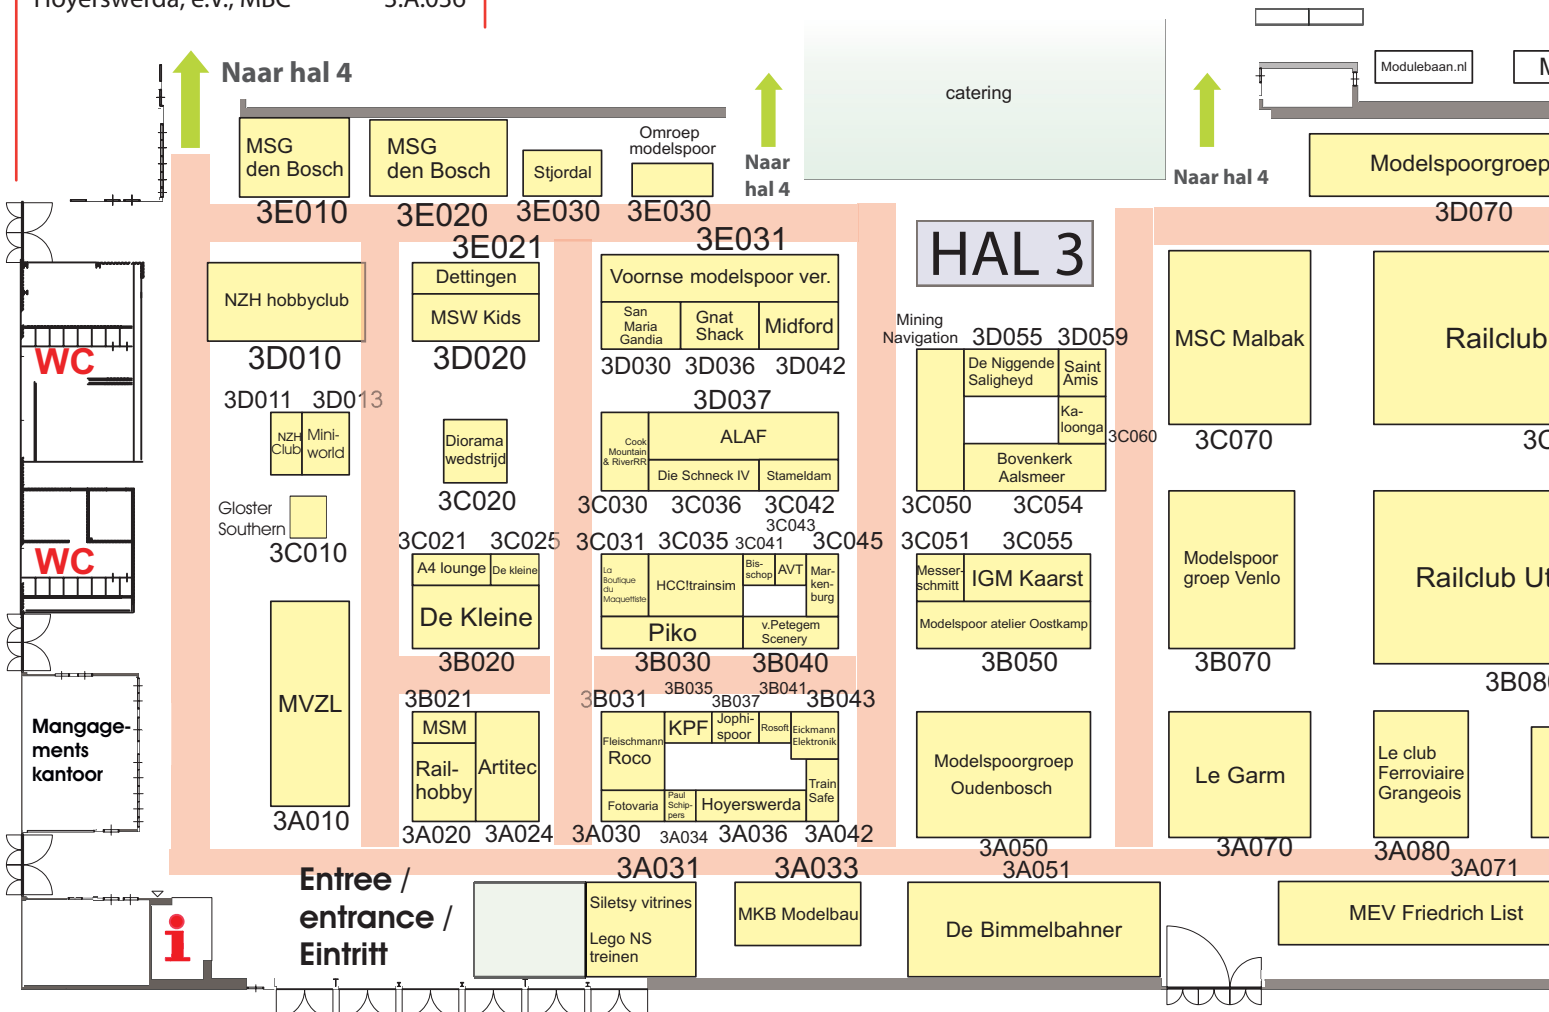 Hoyerswerda, e.V., MBC 3.A.036
Naar hal 4
MSG
den Bosch
3E010
MSG
den Bosch
3E020
Stjordal
3E030
Omroep
modelspoor
3E030
Naar
hal 4
catering
Naar hal 4
Modulebaan.nl
Modelspoorgroep
3D070
3E021
Dettingen
MSW Kids
3D020
3E031
Voornse modelspoor ver.
San
Maria
Gandia
Gnat
Shack
Midford
3D030
3D036
3D042
HAL 3
NZH hobbyclub
3D010
WC
3D011
3D013
NZH
Club
Mini-
world
Gloster
Southern
3C010
Diorama
wedstrijd
3C020
3D037
Cook
Mountain
& RiverRR
ALAF
Die Schneck IV
Stameldam
3C030
3C036
3C042
Mining
Navigation
3D055
3D059
De Niggende
Saligheyd
Saint
Amis
Ka-
loonga
3C060
Bovenkerk
Aalsmeer
3C050
3C054
MSC Malbak
3C070
Railclub
3C
WC
3C021
3C025
A4 lounge
De kleine
De Kleine
3B020
3C031
3C035
3C041
3C043
3C045
La
Boutique
du
Maquettiste
HCC!trainsim
Bis-
schop
AVT
Mar-
ken-
burg
Piko
v.Petegem
Scenery
3B030
3B040
3C051
3C055
Messer-
schmitt
IGM Kaarst
Modelspoor atelier Oostkamp
3B050
Modelspoor
groep Venlo
3B070
Railclub Ut
3B080
Mangage-
ments
kantoor
MVZL
3A010
3B021
MSM
Rail-
hobby
Artitec
3A020
3A024
3B031
3B035
3B037
3B041
3B043
Fleischmann
Roco
KPF
Jophi-
spoor
Rosoft
Eickmann
Elektronik
Train
Safe
Fotovaria
Paul
Schip-
pers
Hoyerswerda
3A030
3A034
3A036
3A042
Modelspoorgroep
Oudenbosch
3A050
Le Garm
3A070
Le club
Ferroviaire
Grangeois
3A080
i
Entree /
entrance /
Eintritt
3A031
Siletsy vitrines
Lego NS
treinen
3A033
MKB Modelbau
3A051
De Bimmelbahner
3A071
MEV Friedrich List